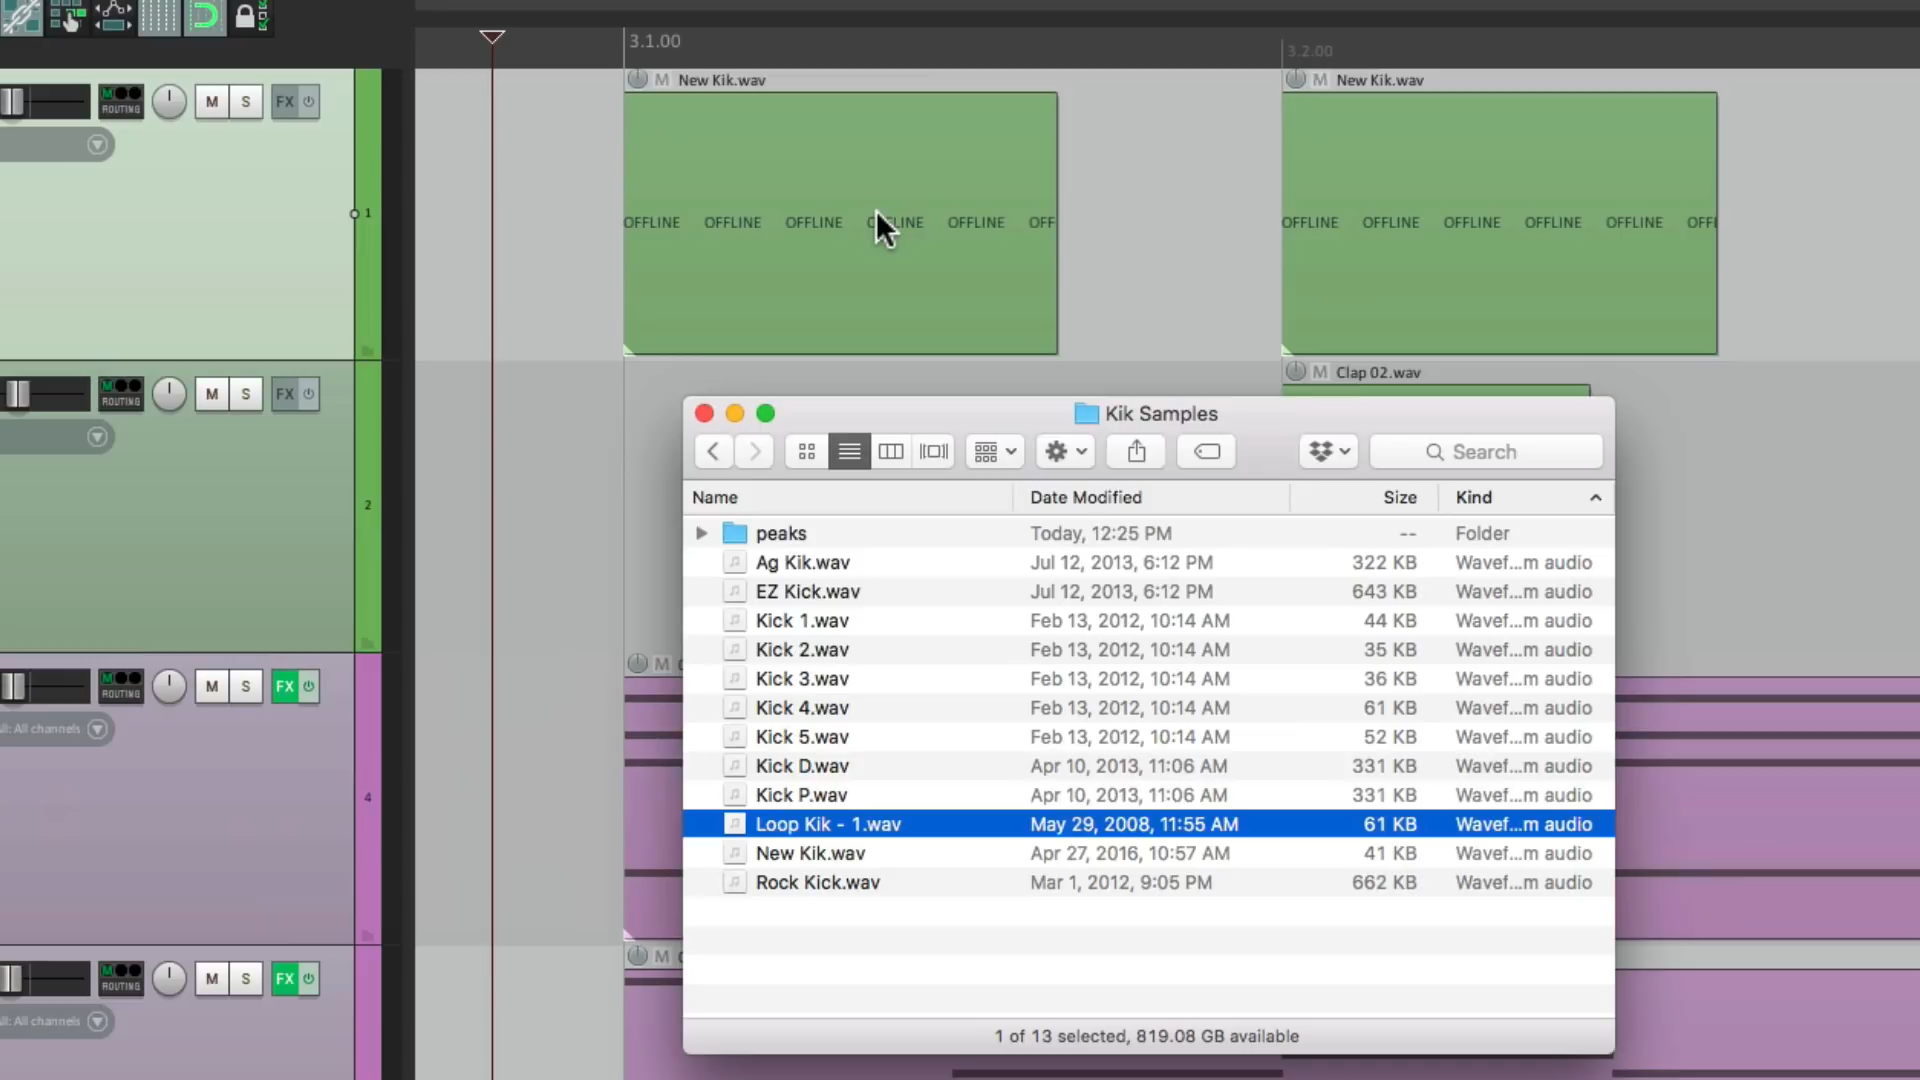 3.1.00
3.2.00
M New Kik.wav
M New Kik.wav
ROUTING M S FX
1
OFFLINE OFFLINE OFFLINE OFFLINE OFFLINE OFF
OFFLINE OFFLINE OFFLINE OFFLINE OFFLINE OFF
M Clap 02.wav
ROUTING M S FX
2
Kik Samples
Search
Name Date Modified Size Kind
peaks Today, 12:25 PM -- Folder
Ag Kik.wav Jul 12, 2013, 6:12 PM 322 KB Wavef...m audio
EZ Kick.wav Jul 12, 2013, 6:12 PM 643 KB Wavef...m audio
Kick 1.wav Feb 13, 2012, 10:14 AM 44 KB Wavef...m audio
Kick 2.wav Feb 13, 2012, 10:14 AM 35 KB Wavef...m audio
Kick 3.wav Feb 13, 2012, 10:14 AM 36 KB Wavef...m audio
Kick 4.wav Feb 13, 2012, 10:14 AM 61 KB Wavef...m audio
Kick 5.wav Feb 13, 2012, 10:14 AM 52 KB Wavef...m audio
Kick D.wav Apr 10, 2013, 11:06 AM 331 KB Wavef...m audio
Kick P.wav Apr 10, 2013, 11:06 AM 331 KB Wavef...m audio
Loop Kik - 1.wav May 29, 2008, 11:55 AM 61 KB Wavef...m audio
New Kik.wav Apr 27, 2016, 10:57 AM 41 KB Wavef...m audio
Rock Kick.wav Mar 1, 2012, 9:05 PM 662 KB Wavef...m audio
1 of 13 selected, 819.08 GB available
M
ROUTING M S FX
All channels
4
M
ROUTING M S FX
All channels